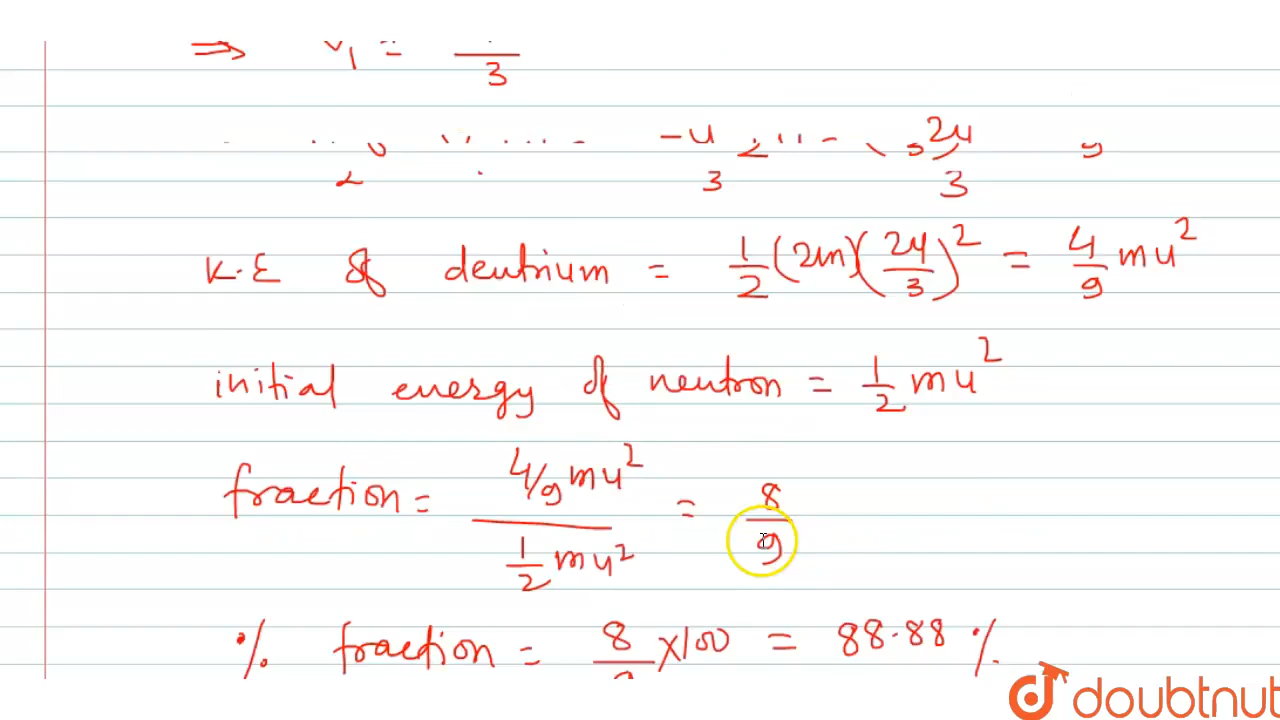 ⇒ v₁ = /3
-u/3 2u/3
K.E of deutrium = 1/2 (2m)(2u/3)² = 4/9 mu²
initial energy of neutron = 1/2 mu²
fraction = (4/9 mu²)/(1/2 mu²) = 8/9
% fraction = 8/9 ×100 = 88.88 %
doubtnut